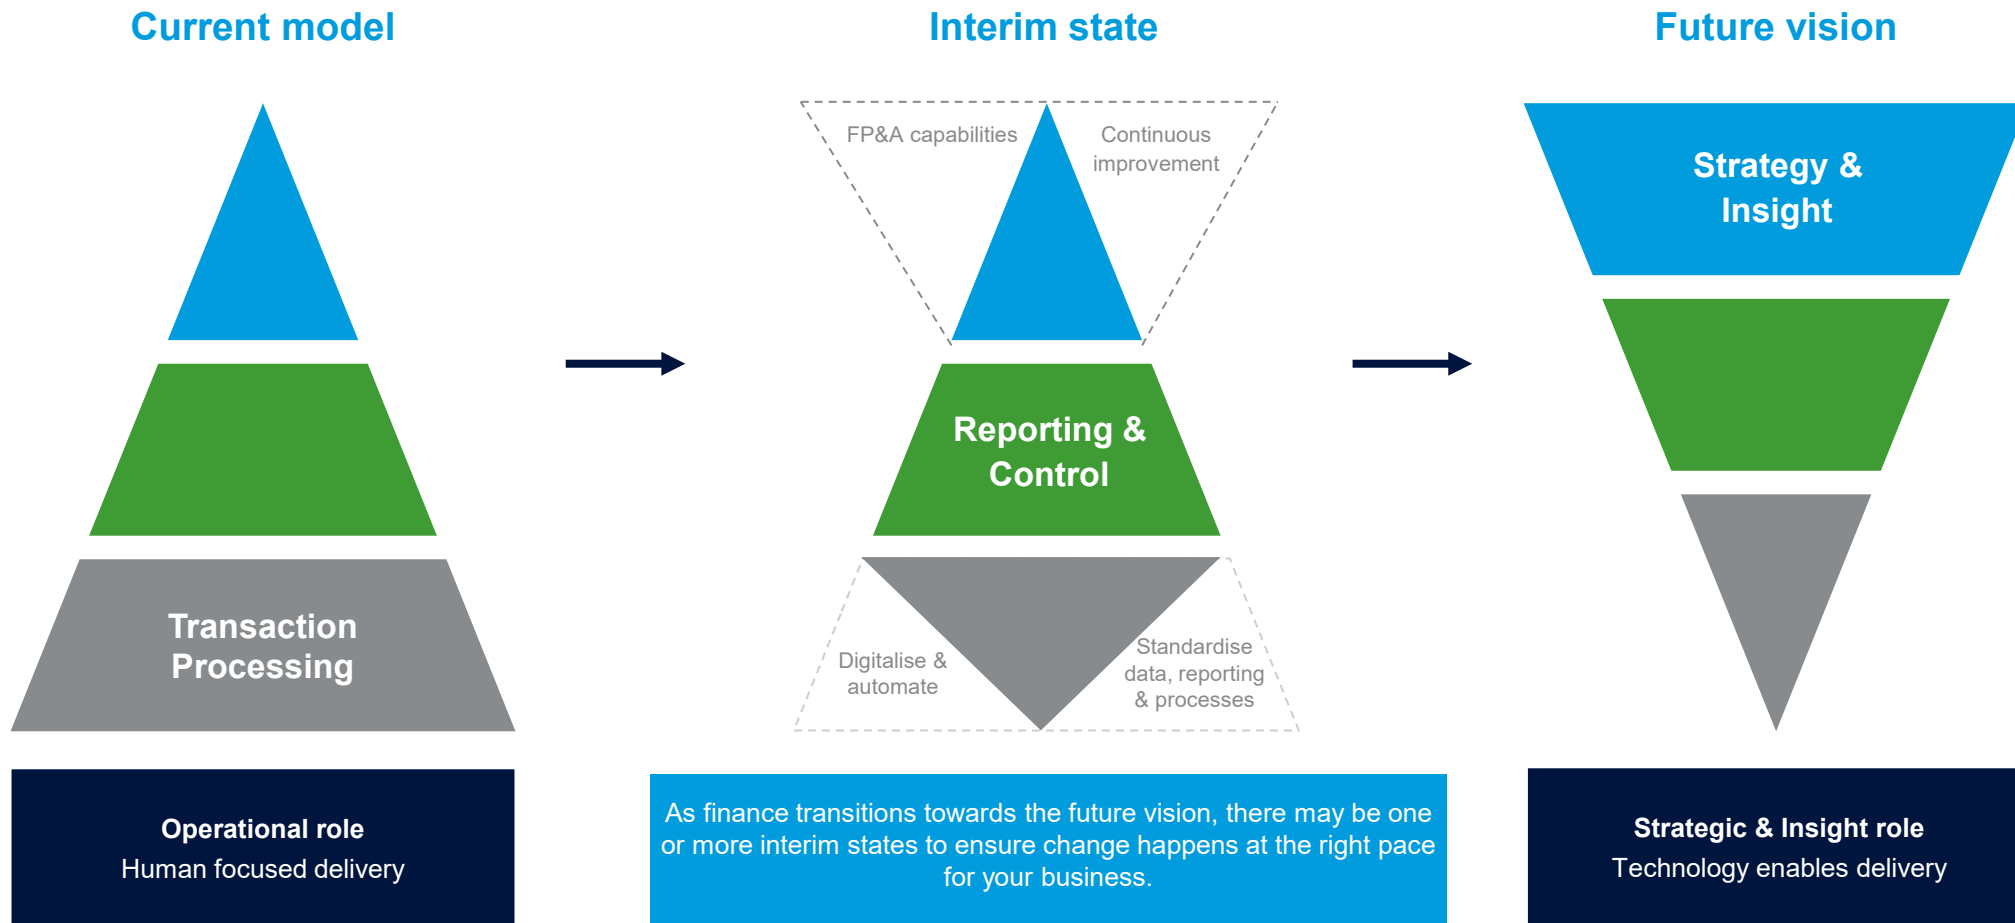 Current model
Interim state
Future vision
FP&A capabilities
Continuous
improvement
Strategy &
Insight
Reporting &
Control
Transaction
Processing
Digitalise &
automate
Standardise
data, reporting
& processes
Operational role
Human focused delivery
As finance transitions towards the future vision, there may be one
or more interim states to ensure change happens at the right pace
for your business.
Strategic & Insight role
Technology enables delivery